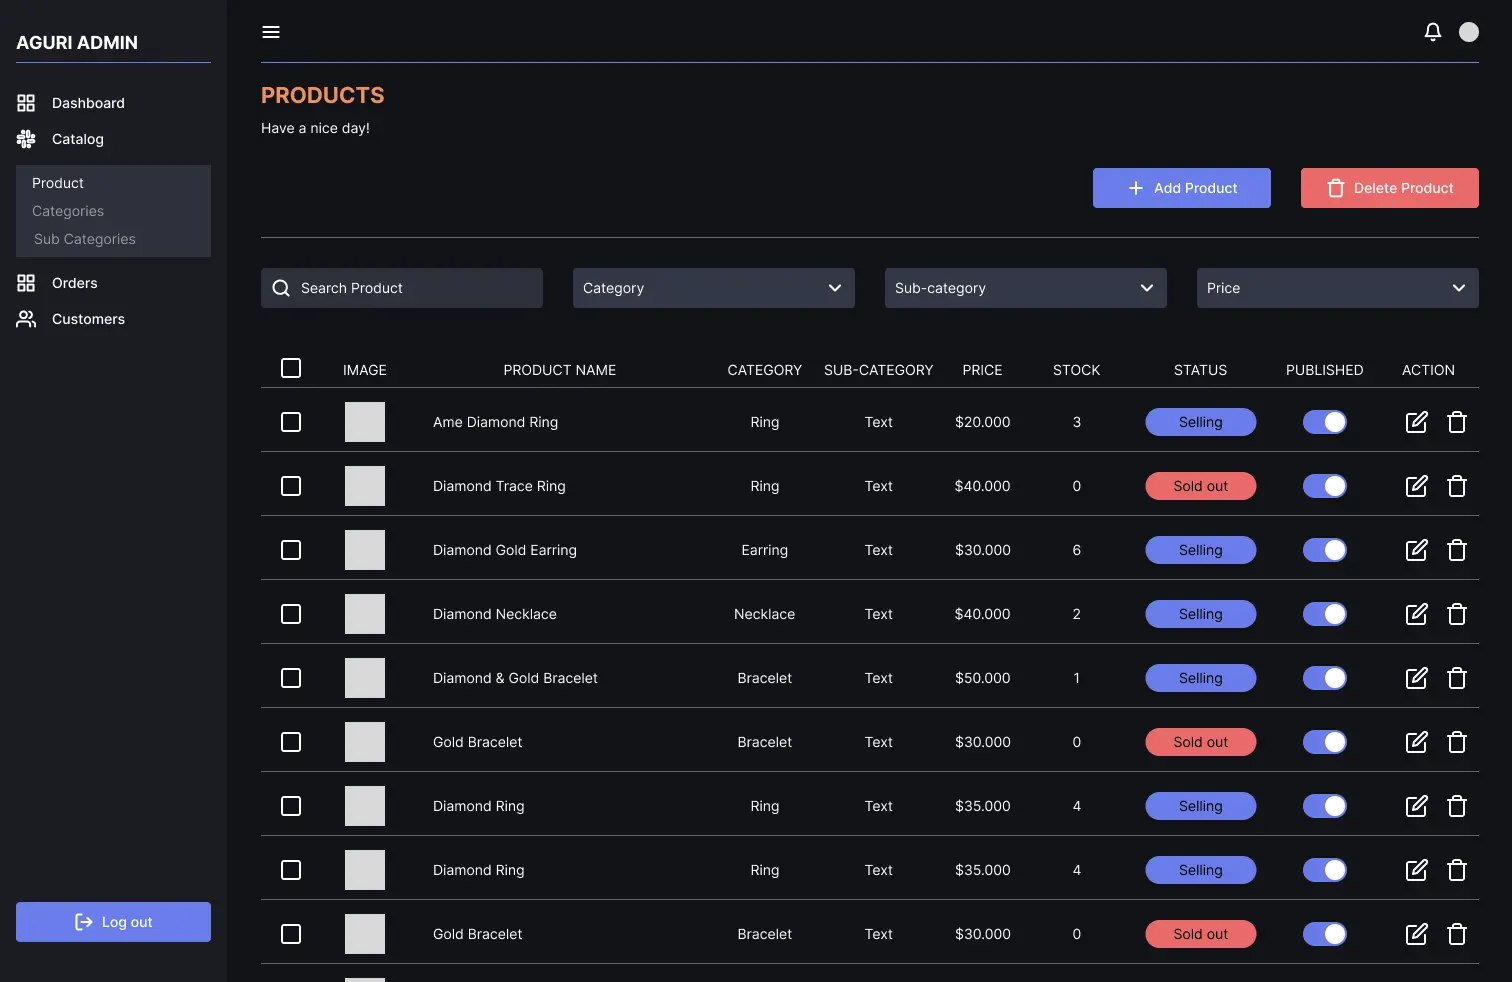 AGURI ADMIN
Dashboard
Catalog
Product
Categories
Sub Categories
Orders
Customers
Log out
PRODUCTS
Have a nice day!
Add Product
Delete Product
Search Product
Category
Sub-category
Price
IMAGE PRODUCT NAME CATEGORY SUB-CATEGORY PRICE STOCK STATUS PUBLISHED ACTION
Ame Diamond Ring Ring Text $20.000 3 Selling
Diamond Trace Ring Ring Text $40.000 0 Sold out
Diamond Gold Earring Earring Text $30.000 6 Selling
Diamond Necklace Necklace Text $40.000 2 Selling
Diamond & Gold Bracelet Bracelet Text $50.000 1 Selling
Gold Bracelet Bracelet Text $30.000 0 Sold out
Diamond Ring Ring Text $35.000 4 Selling
Diamond Ring Ring Text $35.000 4 Selling
Gold Bracelet Bracelet Text $30.000 0 Sold out